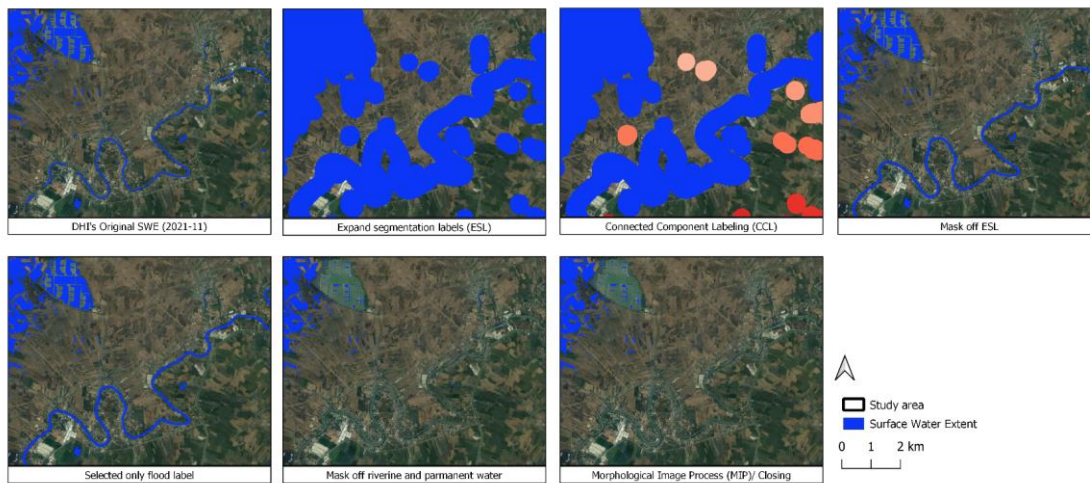 DHI's Original SWE (2021-11)
Expand segmentation labels (ESL)
Connected Component Labeling (CCL)
Mask off ESL
Selected only flood label
Mask off riverine and parmanent water
Morphological Image Process (MIP)/ Closing
Study area
Surface Water Extent
0 1 2 km